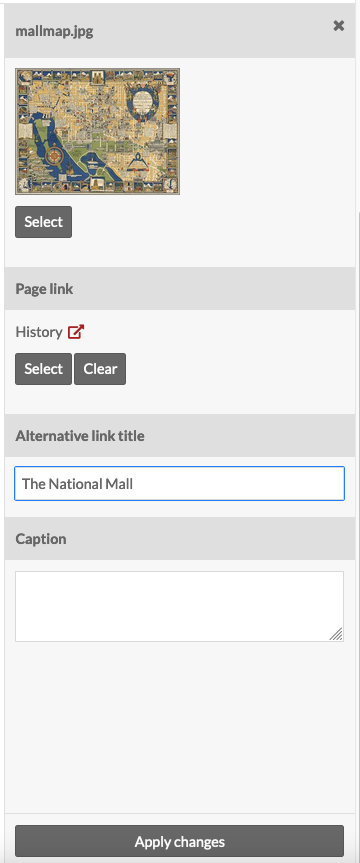 mallmap.jpg
Select
Page link
History
Select Clear
Alternative link title
The National Mall
Caption
Apply changes